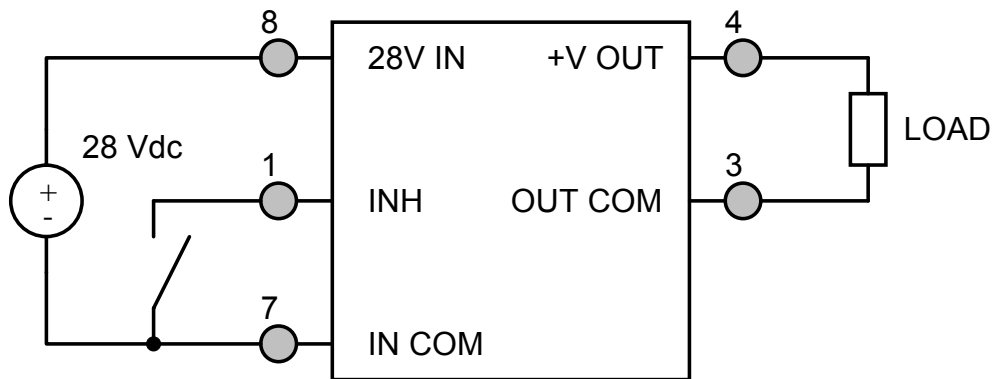 8
4
28V IN
+V OUT
28 Vdc
LOAD
1
3
+
-
INH
OUT COM
7
IN COM